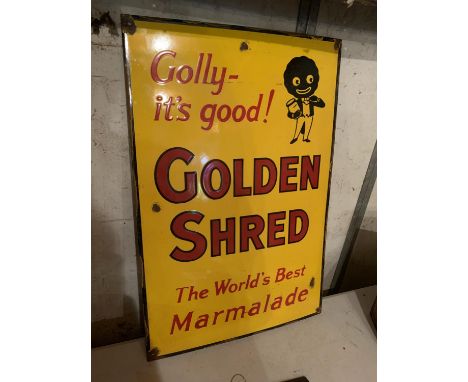 Golly-
it's good!
GOLDEN
SHRED
The World's Best
Marmalade